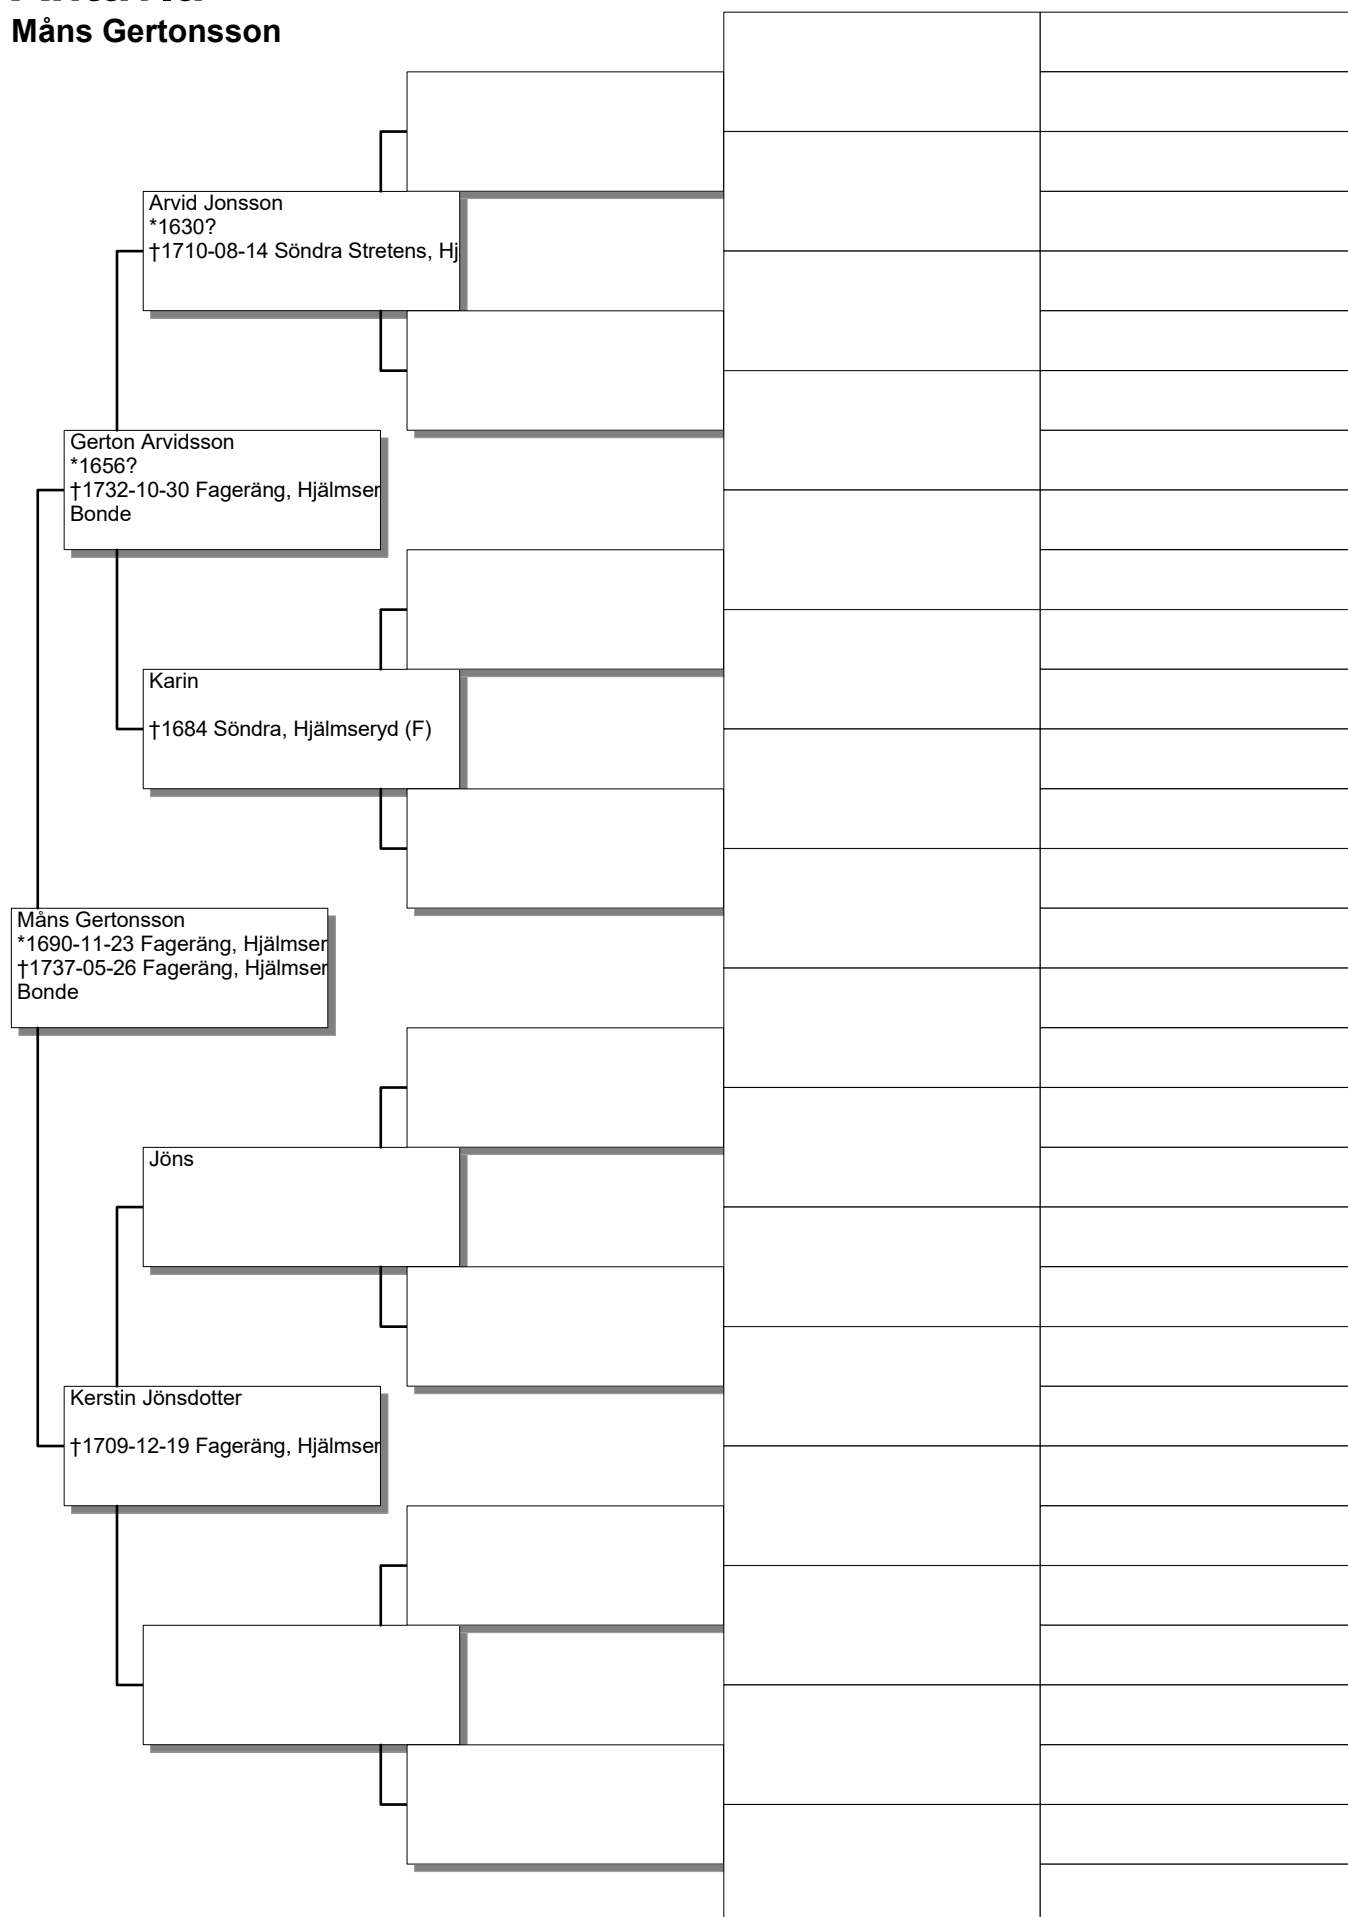 Måns Gertonsson
Arvid Jonsson
*1630?
†1710-08-14 Söndra Stretens, Hj
Gerton Arvidsson
*1656?
†1732-10-30 Fageräng, Hjälmser
Bonde
Karin
†1684 Söndra, Hjälmseryd (F)
Måns Gertonsson
*1690-11-23 Fageräng, Hjälmser
†1737-05-26 Fageräng, Hjälmser
Bonde
Jöns
Kerstin Jönsdotter
†1709-12-19 Fageräng, Hjälmser